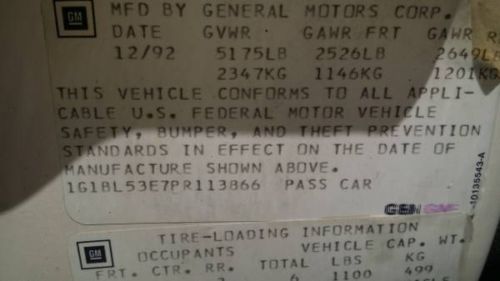 GM MFD BY GENERAL MOTORS CORP.
DATE GVWR GAWR FRT GAWR R
12/92 5175LB 2526LB 2649L
2347KG 1146KG 1201KG
THIS VEHICLE CONFORMS TO ALL APPLI-
CABLE U.S. FEDERAL MOTOR VEHICLE
SAFETY, BUMPER, AND THEFT PREVENTION
STANDARDS IN EFFECT ON THE DATE OF
MANUFACTURE SHOWN ABOVE.
1G1BL53E7PR113866 PASS CAR
10135543-A
GM TIRE-LOADING INFORMATION
OCCUPANTS VEHICLE CAP. WT.
FRT. CTR. RR. TOTAL LBS KG
6 1100 499